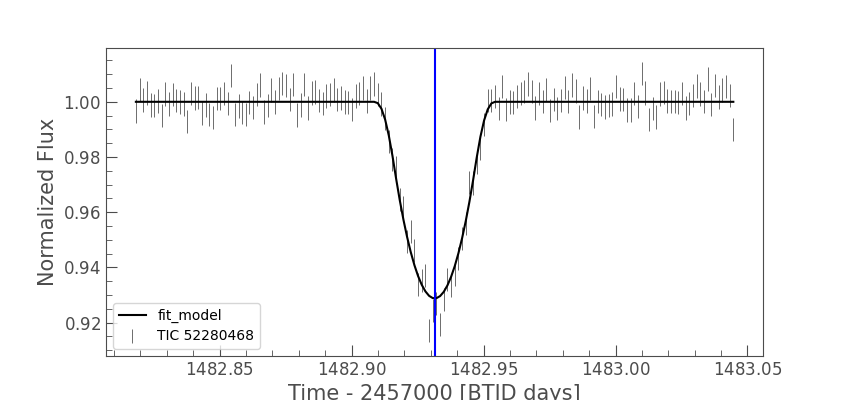 Normalized Flux
1.00
0.98
0.96
0.94
0.92
fit_model
TIC 52280468
1482.85 1482.90 1482.95 1483.00 1483.05
Time - 2457000 [BTJD days]